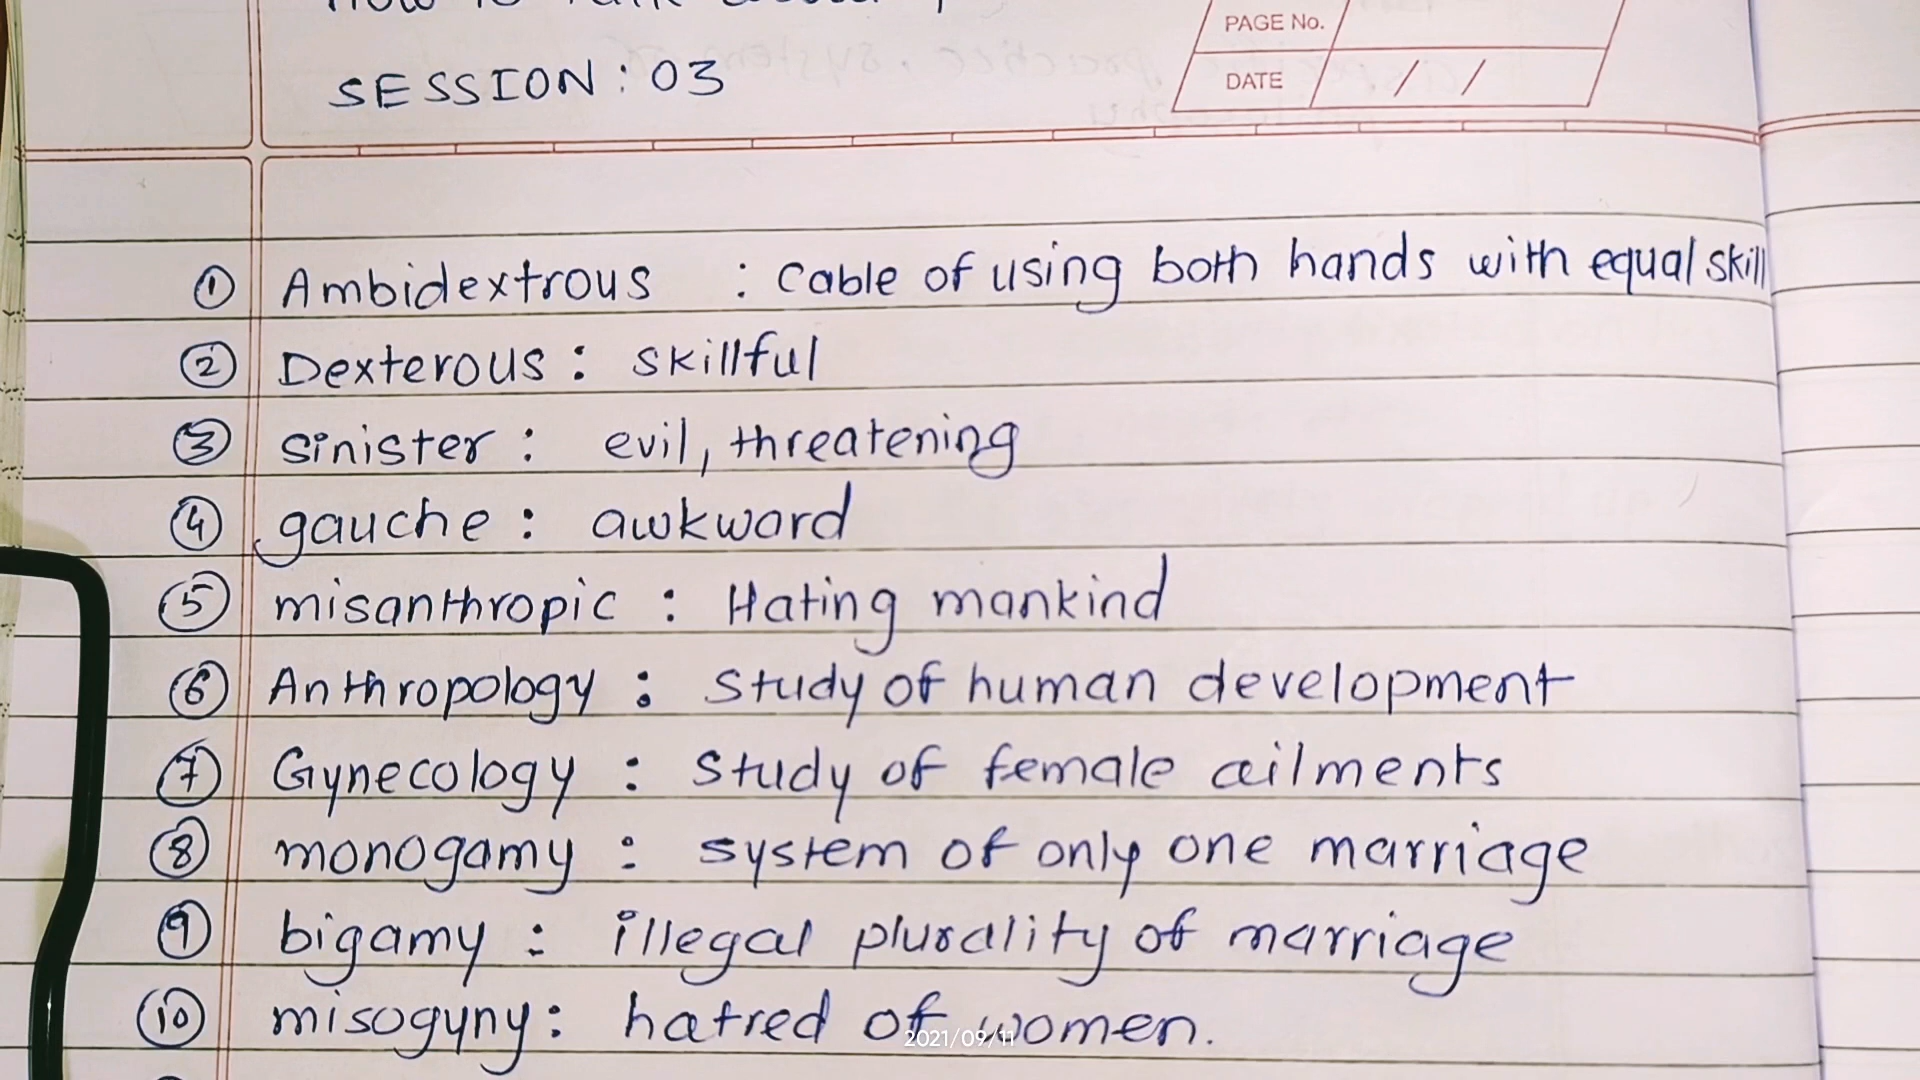 PAGE No.
SESSION : 03
DATE / /
① Ambidextrous : cable of using both hands with equal skill
② Dexterous : skillful
③ sinister : evil, threatening
④ gauche : awkward
⑤ misanthropic : Hating mankind
⑥ Anthropology : Study of human development
⑦ Gynecology : Study of female ailments
⑧ monogamy : system of only one marriage
⑨ bigamy : illegal plurality of marriage
⑩ misogyny : hatred of women.
2021/09/11